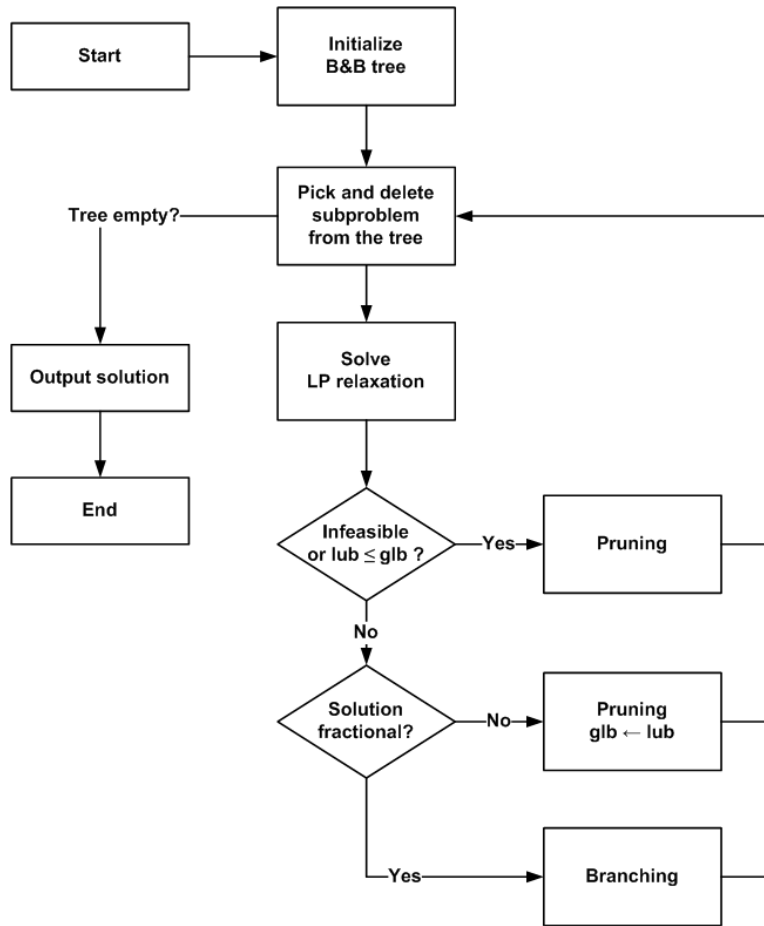 Start
Initialize
B&B tree
Pick and delete
subproblem
from the tree
Tree empty?
Output solution
End
Solve
LP relaxation
Infeasible
or lub ≤ glb ?
Yes
Pruning
No
Solution
fractional?
No
Pruning
glb ← lub
Yes
Branching